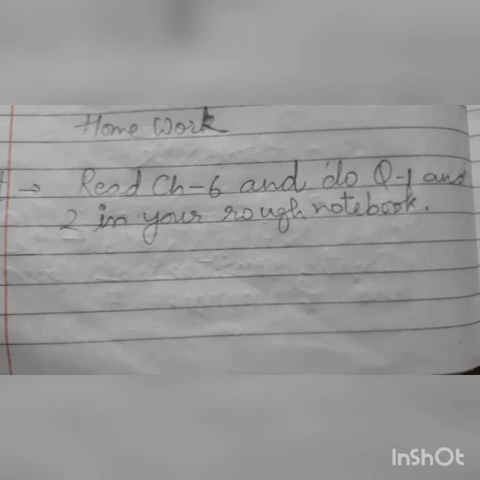 Home Work
→ Read Ch-6 and do Q-1 and
2 in your rough notebook.
InShOt